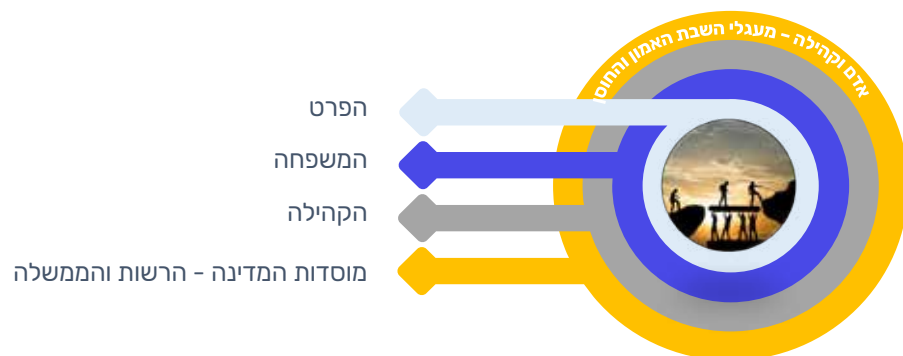 אדם וקהילה – מעגלי השבת האמון והחוסן
הפרט
המשפחה
הקהילה
מוסדות המדינה - הרשות והממשלה